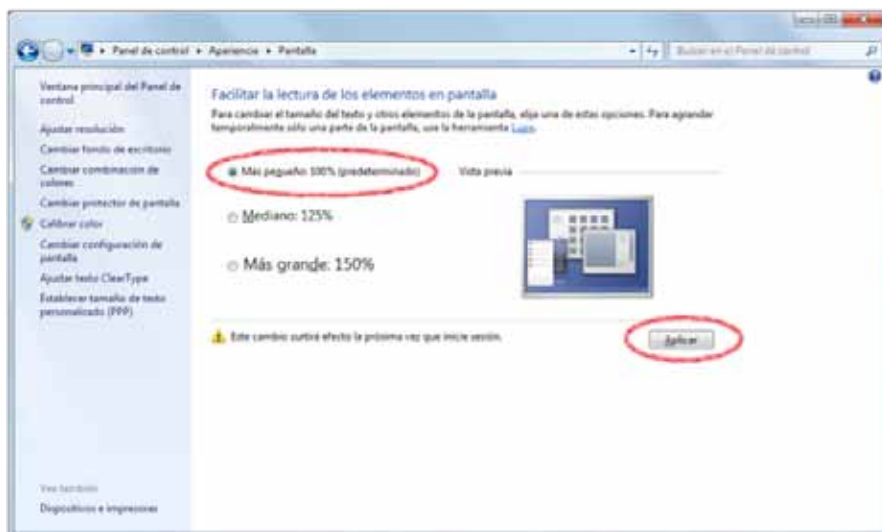 Panel de control ▸ Apariencia ▸ Pantalla
Buscar en el Panel de control
Ventana principal del Panel de
control
Ajustar resolución
Cambiar fondo de escritorio
Cambiar combinación de
colores
Cambiar protector de pantalla
Calibrar color
Cambiar configuración de
pantalla
Ajustar texto ClearType
Establecer tamaño de texto
personalizado (PPP)
Vea también
Dispositivos e impresoras
Facilitar la lectura de los elementos en pantalla
Para cambiar el tamaño del texto y otros elementos de la pantalla, elija una de estas opciones. Para agrandar
temporalmente sólo una parte de la pantalla, use la herramienta Lupa.
Más pequeño: 100% (predeterminado)
Vista previa
Mediano: 125%
Más grande: 150%
Este cambio surtirá efecto la próxima vez que inicie sesión.
Aplicar